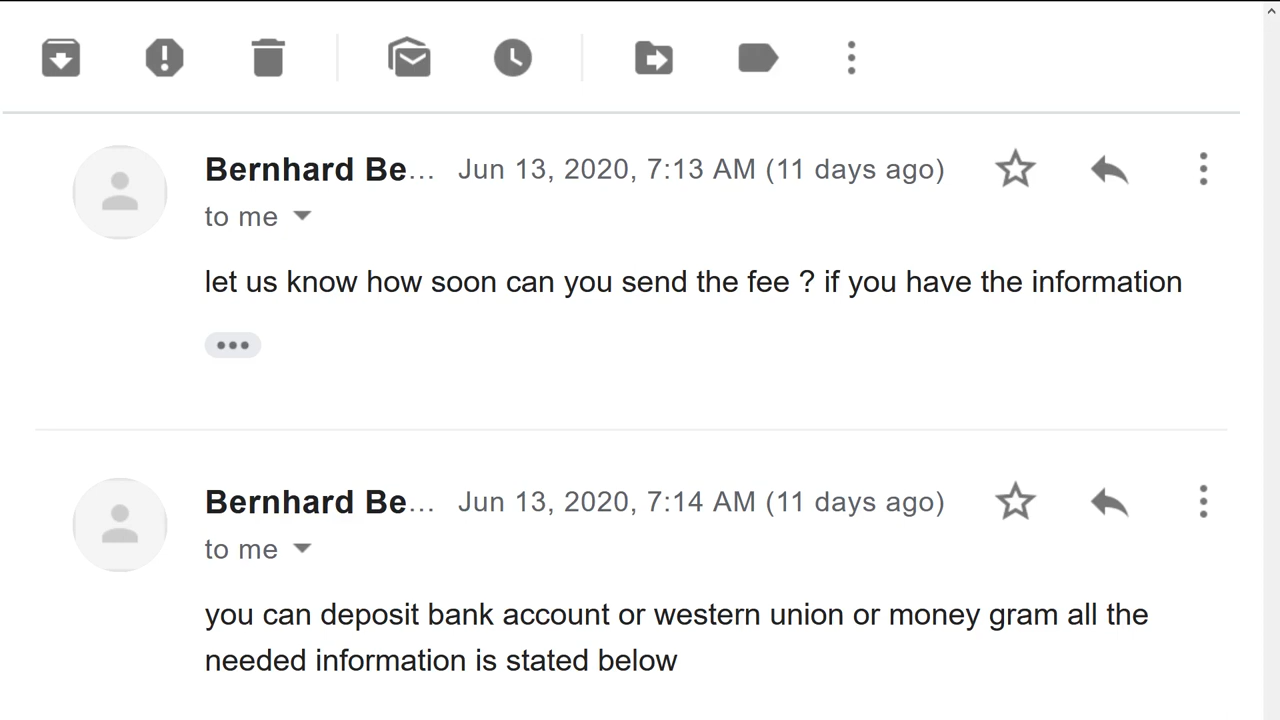 Bernhard Be... Jun 13, 2020, 7:13 AM (11 days ago)
to me
let us know how soon can you send the fee ? if you have the information
Bernhard Be... Jun 13, 2020, 7:14 AM (11 days ago)
to me
you can deposit bank account or western union or money gram all the
needed information is stated below